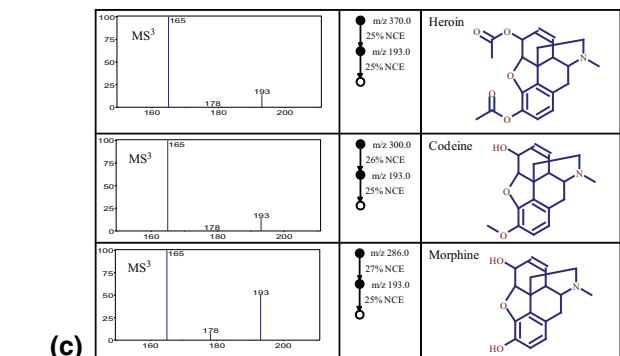 100
75
50
25
0
MS3
165
178
193
160
180
200
m/z 370.0
25% NCE
m/z 193.0
25% NCE
Heroin
O
O
N
O
O
O
100
75
50
25
0
MS3
165
178
193
160
180
200
m/z 300.0
26% NCE
m/z 193.0
25% NCE
Codeine
HO
N
O
O
100
75
50
25
0
MS3
165
178
193
160
180
200
m/z 286.0
27% NCE
m/z 193.0
25% NCE
Morphine
HO
N
O
HO
(c)